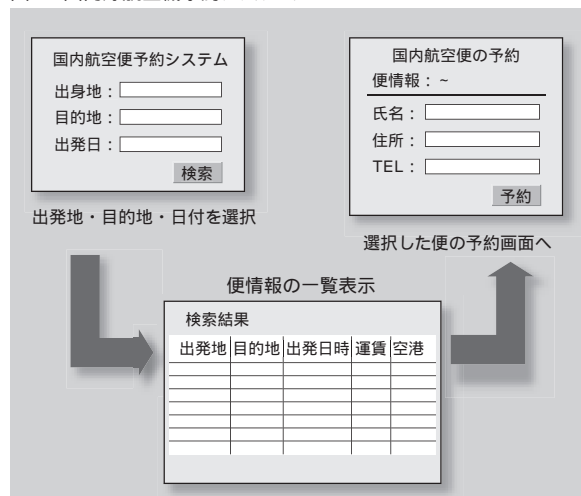 国内航空便予約システム
出身地：
目的地：
出発日：
検索
出発地・目的地・日付を選択
国内航空便の予約
便情報：~
氏名：
住所：
TEL：
予約
選択した便の予約画面へ
便情報の一覧表示
検索結果
出発地 目的地 出発日時 運賃 空港